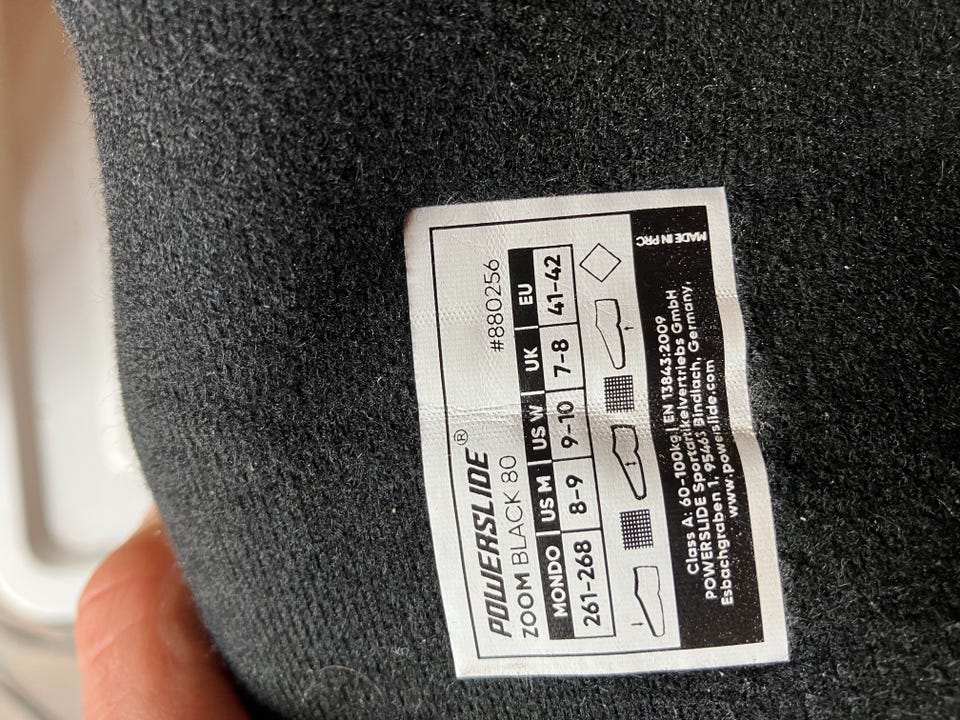 POWERSLIDE®
ZOOM BLACK 80 #880256
MONDO US M US W UK EU
261-268 8-9 9-10 7-8 41-42
Class A: 60-100kg | EN 13843:2009
POWERSLIDE Sportartikelvertriebs GmbH
Esbachgraben 1, 95463 Bindlach, Germany,
www.powerslide.com
MADE IN PRC